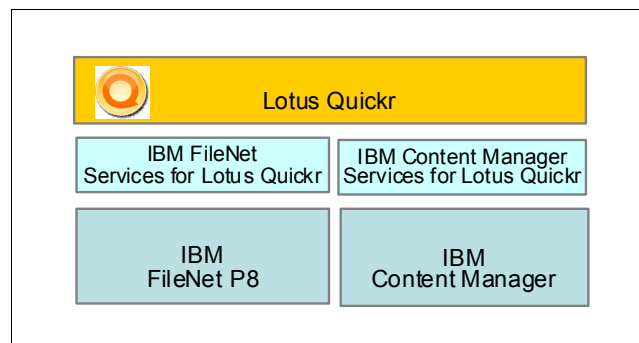 Lotus Quickr
IBM FileNet
Services for Lotus Quickr
IBM Content Manager
Services for Lotus Quickr
IBM
FileNet P8
IBM
Content Manager